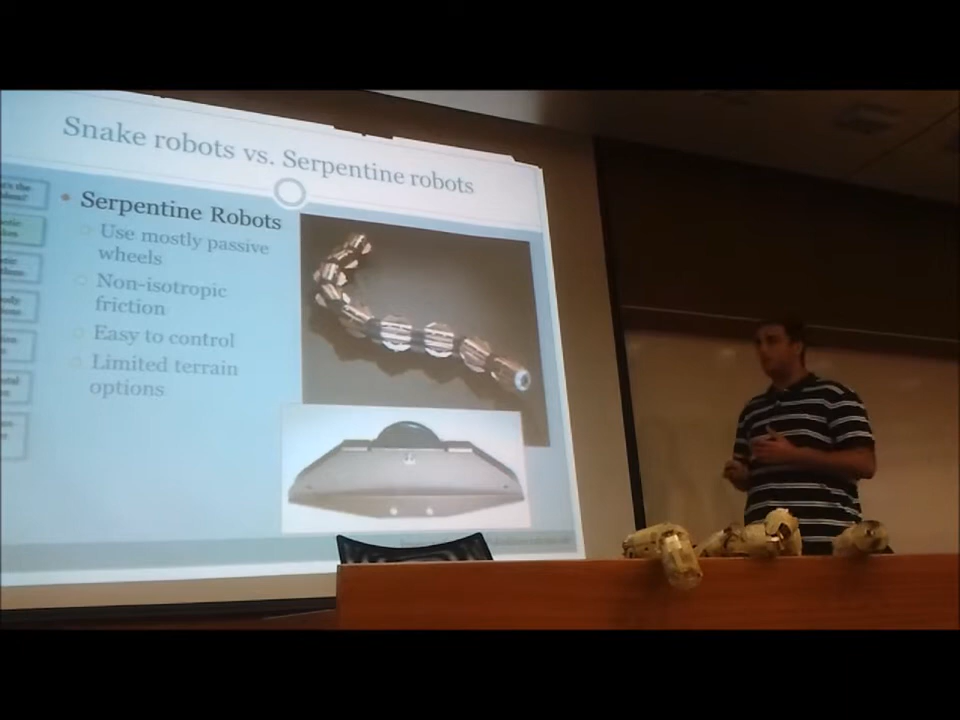 Snake robots vs. Serpentine robots
Serpentine Robots
Use mostly passive
wheels
Non-isotropic
friction
Easy to control
Limited terrain
options